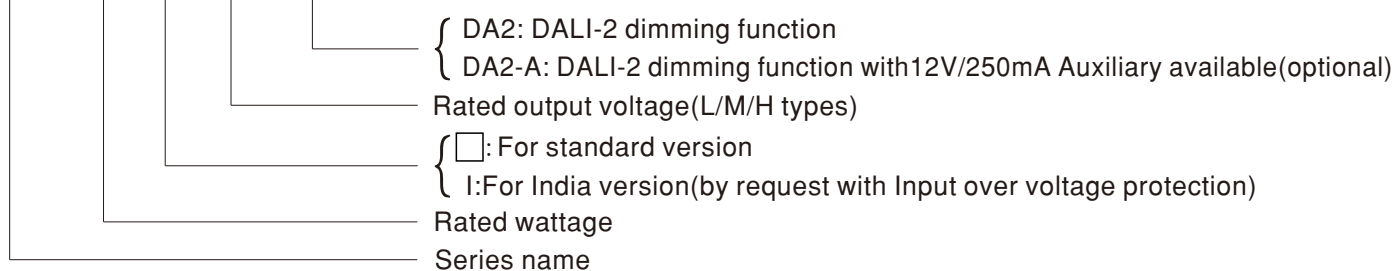 DA2: DALI-2 dimming function
DA2-A: DALI-2 dimming function with12V/250mA Auxiliary available(optional)
Rated output voltage(L/M/H types)
□: For standard version
I:For India version(by request with Input over voltage protection)
Rated wattage
Series name